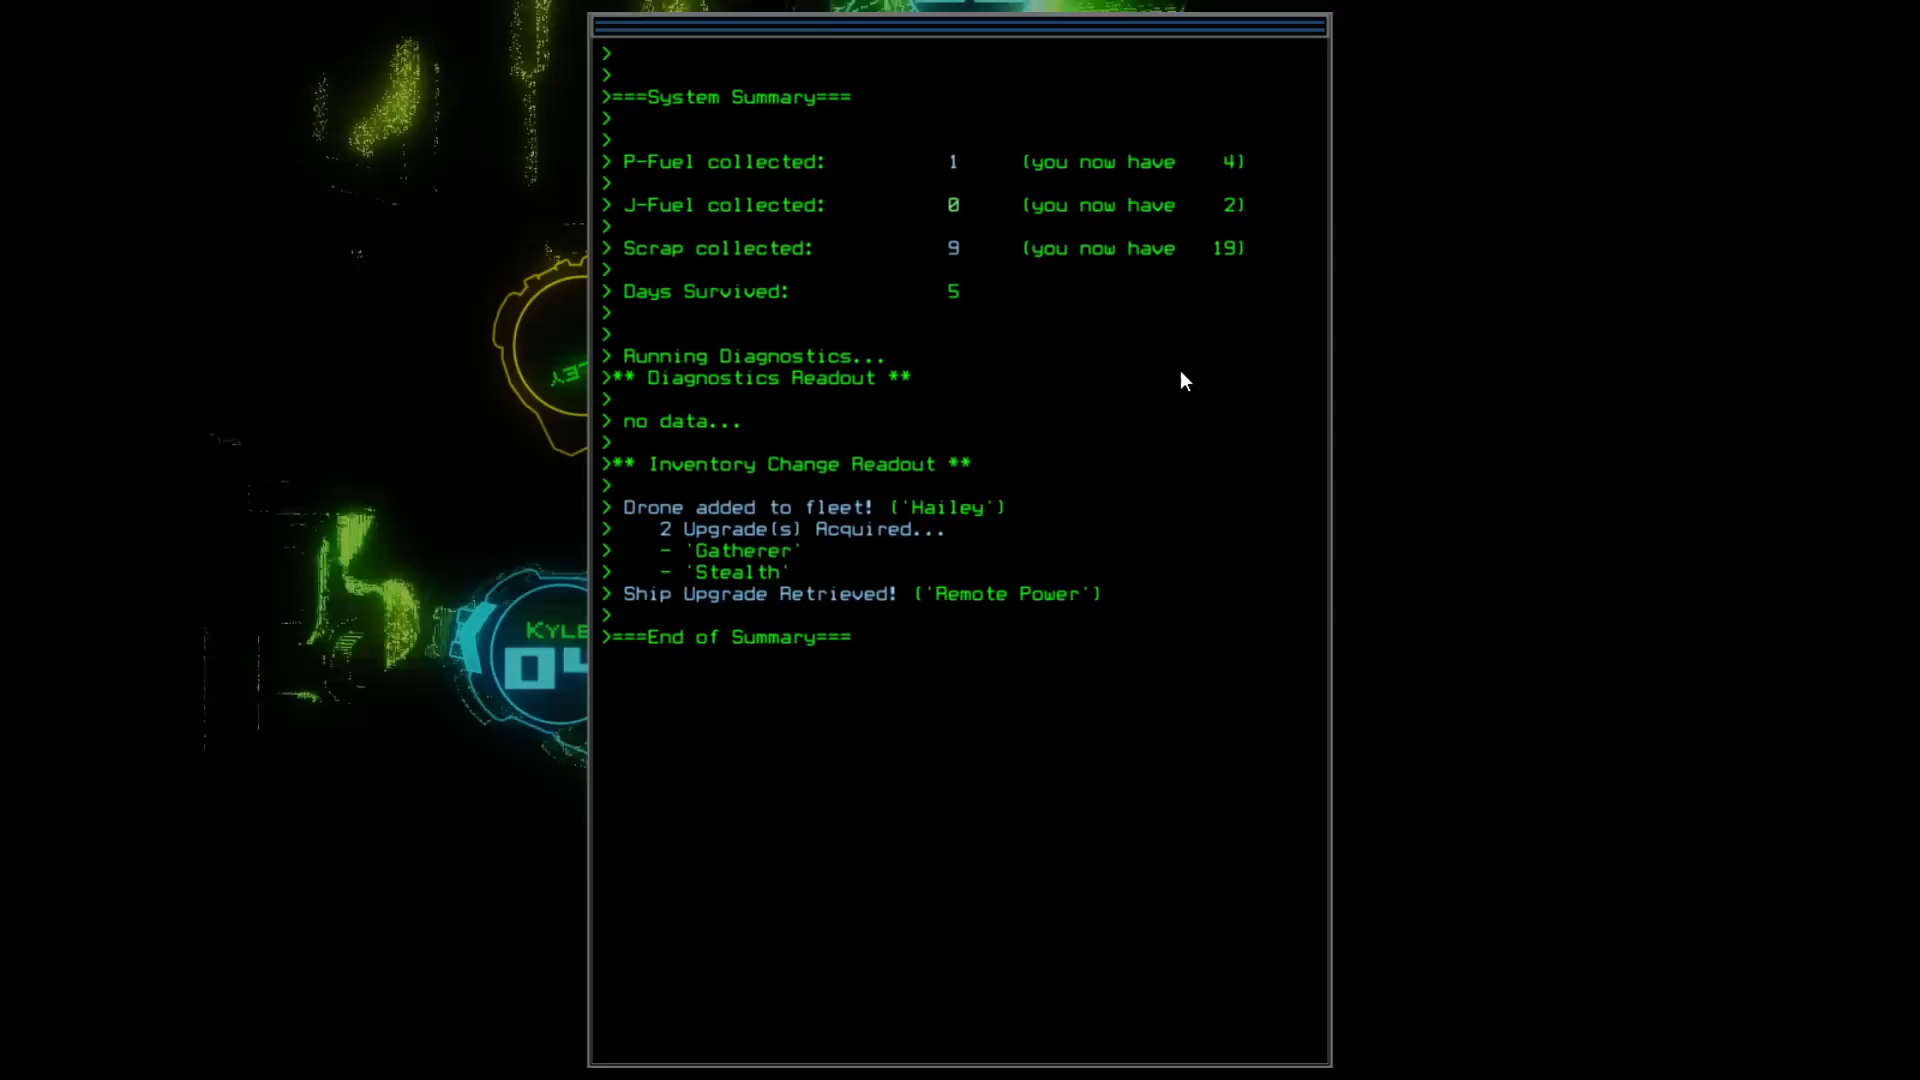 >
>
>===System Summary===
>
>
> P-Fuel collected: 1 (you now have 4)
>
> J-Fuel collected: 0 (you now have 2)
>
> Scrap collected: 9 (you now have 19)
>
> Days Survived: 5
>
>
> Running Diagnostics...
>** Diagnostics Readout **
>
> no data...
>
>** Inventory Change Readout **
>
> Drone added to fleet! ('Hailey')
> 2 Upgrade(s) Acquired...
> - 'Gatherer'
> - 'Stealth'
> Ship Upgrade Retrieved! ('Remote Power')
>
>===End of Summary===
KYLE
04